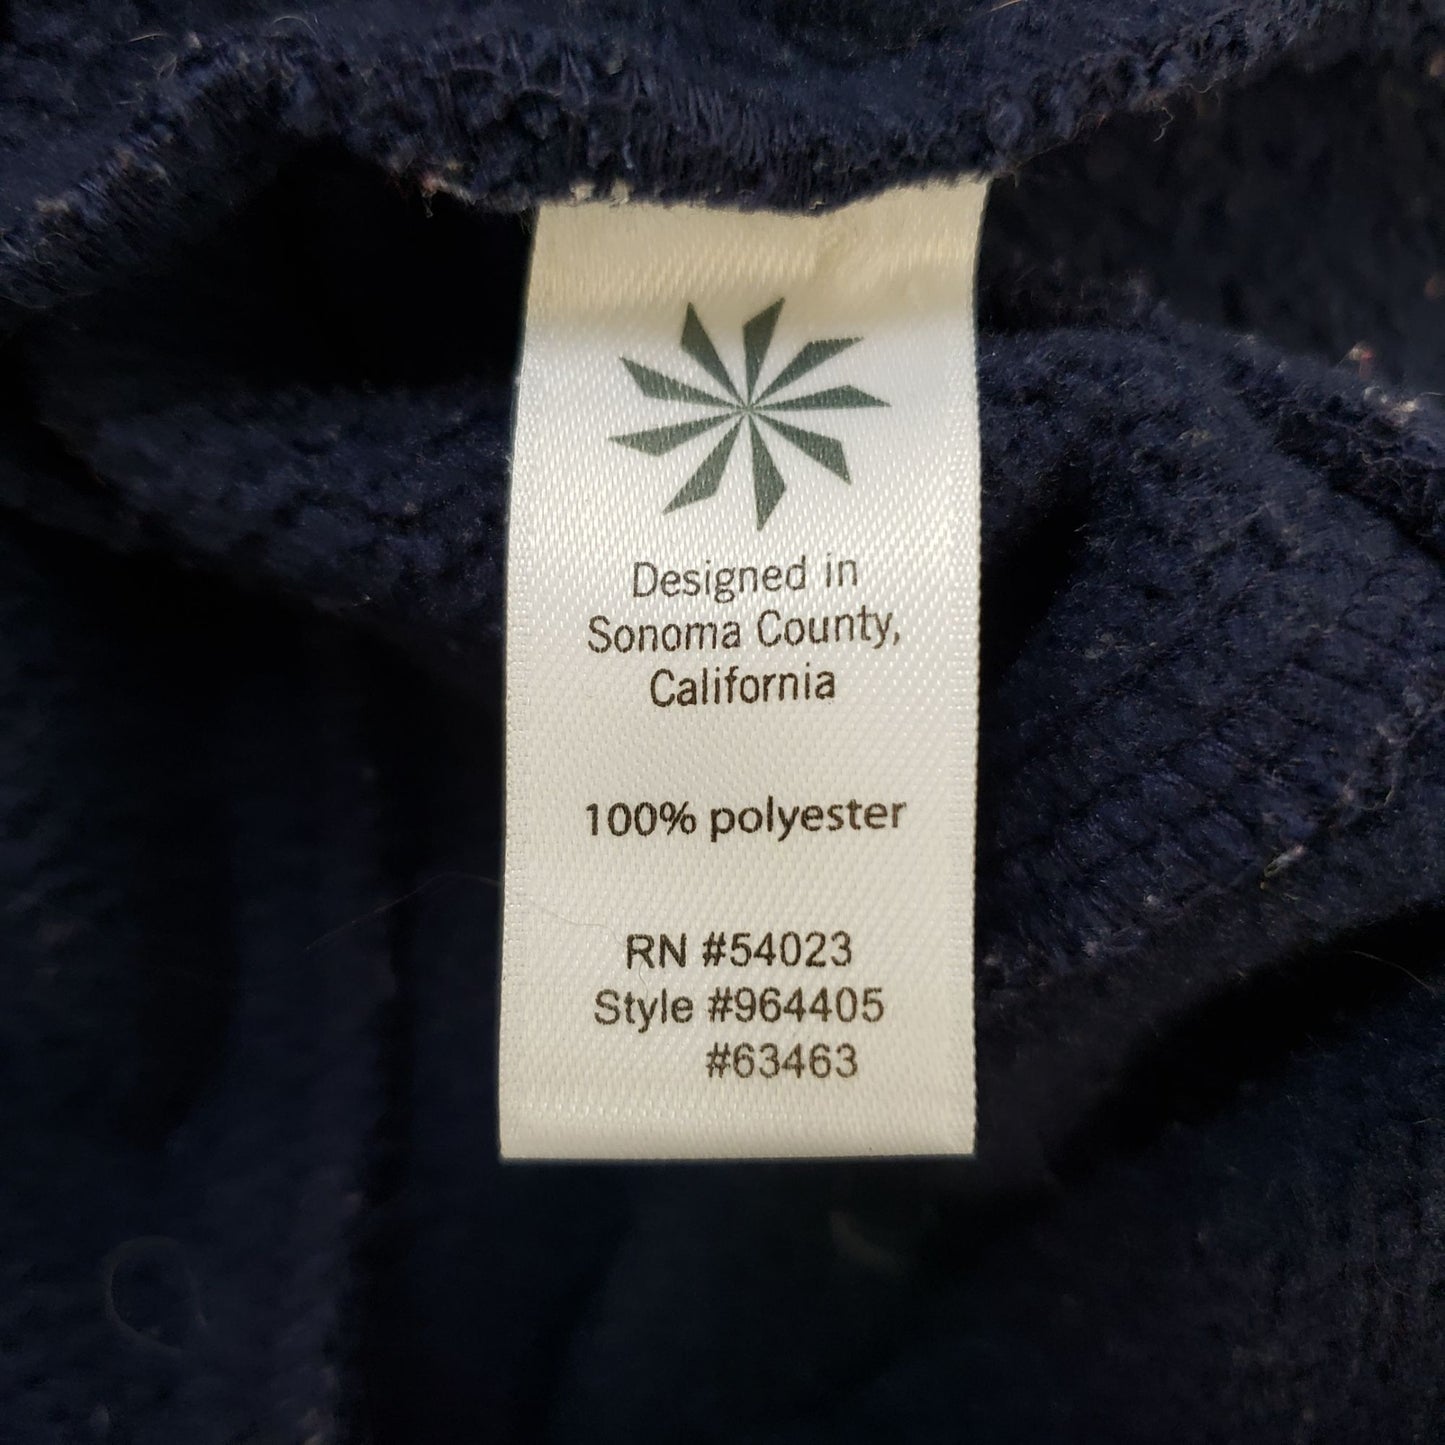 Designed in
Sonoma County,
California
100% polyester
RN #54023
Style #964405
#63463